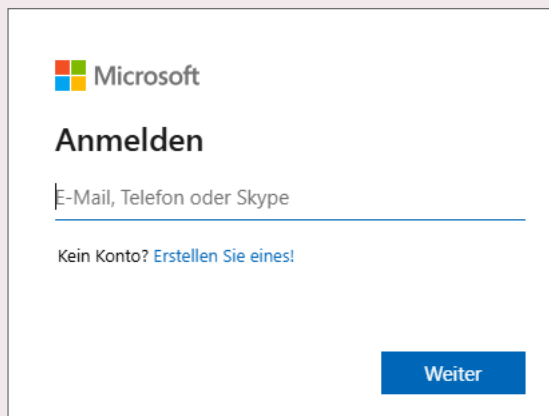 Microsoft
Anmelden
E-Mail, Telefon oder Skype
Kein Konto? Erstellen Sie eines!
Weiter